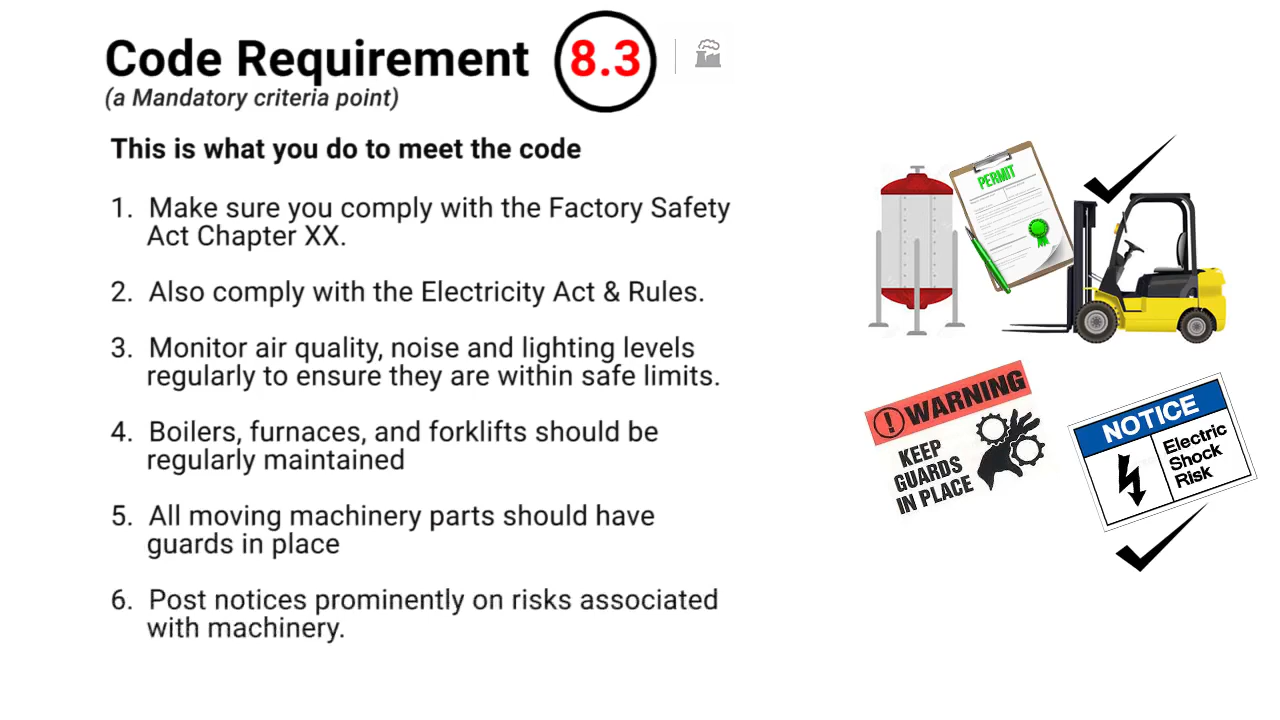 Code Requirement 8.3
(a Mandatory criteria point)
This is what you do to meet the code
1. Make sure you comply with the Factory Safety
Act Chapter XX.
2. Also comply with the Electricity Act & Rules.
3. Monitor air quality, noise and lighting levels
regularly to ensure they are within safe limits.
4. Boilers, furnaces, and forklifts should be
regularly maintained
5. All moving machinery parts should have
guards in place
6. Post notices prominently on risks associated
with machinery.
PERMIT
! WARNING
KEEP
GUARDS
IN PLACE
NOTICE
Electric
Shock
Risk